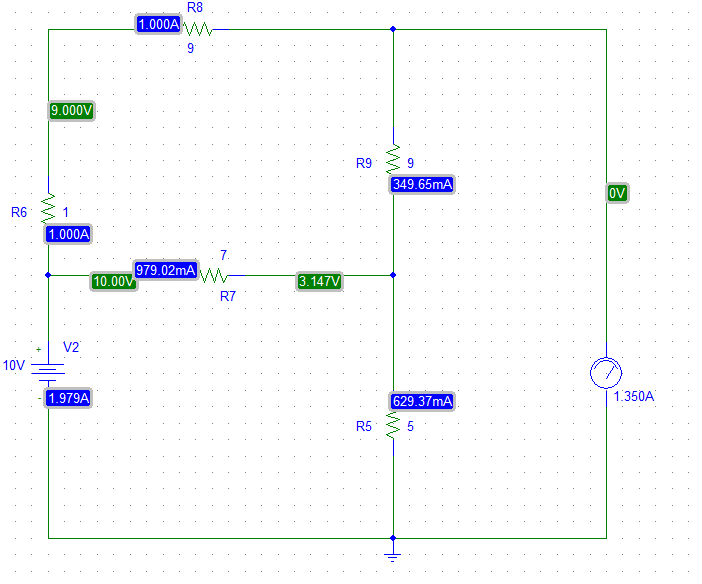 R8
1.000A
9
9.000V
R9
9
349.65mA
0V
R6
1
1.000A
7
979.02mA
10.00V
3.147V
R7
+
V2
10V
-
1.979A
629.37mA
1.350A
R5
5